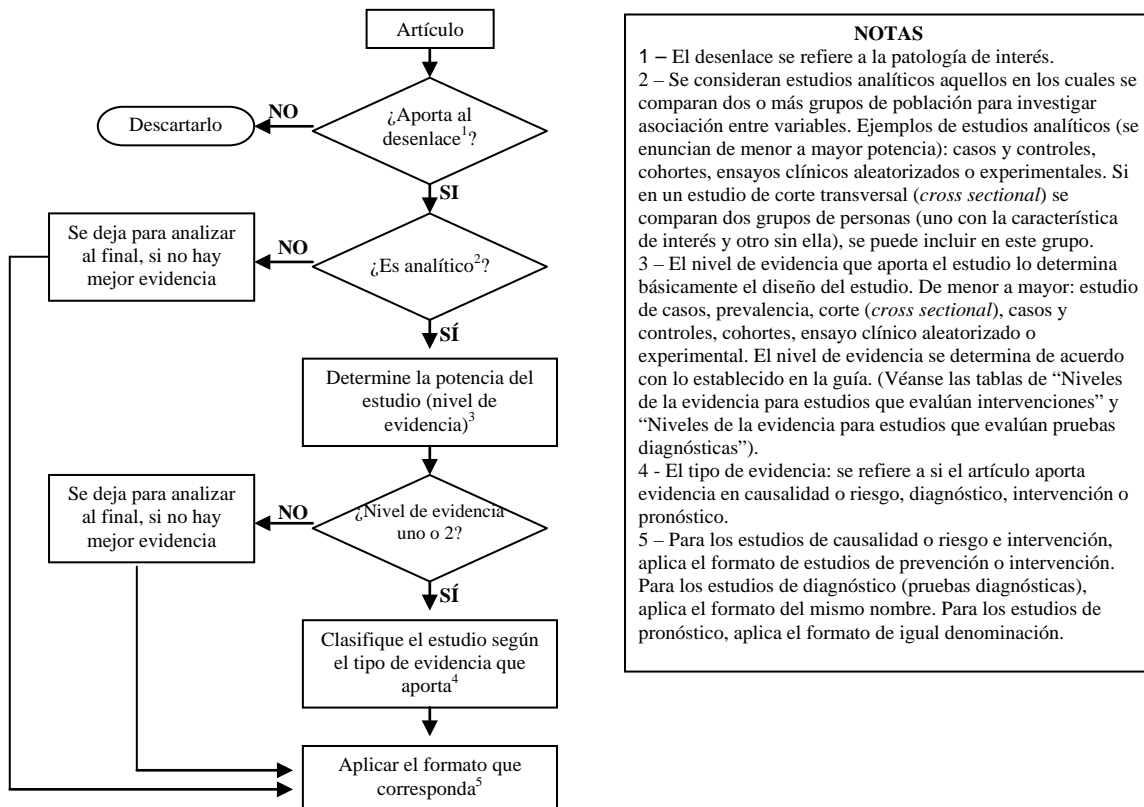 Artículo
¿Aporta al
desenlace1?
NO
Descartarlo
SI
¿Es analítico2?
NO
Se deja para analizar
al final, si no hay
mejor evidencia
SÍ
Determine la potencia del
estudio (nivel de
evidencia)3
¿Nivel de evidencia
uno o 2?
NO
Se deja para analizar
al final, si no hay
mejor evidencia
SÍ
Clasifique el estudio según
el tipo de evidencia que
aporta4
Aplicar el formato que
corresponda5
NOTAS
1 – El desenlace se refiere a la patología de interés.
2 – Se consideran estudios analíticos aquellos en los cuales se
comparan dos o más grupos de población para investigar
asociación entre variables. Ejemplos de estudios analíticos (se
enuncian de menor a mayor potencia): casos y controles,
cohortes, ensayos clínicos aleatorizados o experimentales. Si
en un estudio de corte transversal (cross sectional) se
comparan dos grupos de personas (uno con la característica
de interés y otro sin ella), se puede incluir en este grupo.
3 – El nivel de evidencia que aporta el estudio lo determina
básicamente el diseño del estudio. De menor a mayor: estudio
de casos, prevalencia, corte (cross sectional), casos y
controles, cohortes, ensayo clínico aleatorizado o
experimental. El nivel de evidencia se determina de acuerdo
con lo establecido en la guía. (Véanse las tablas de “Niveles
de la evidencia para estudios que evalúan intervenciones” y
“Niveles de la evidencia para estudios que evalúan pruebas
diagnósticas”).
4 - El tipo de evidencia: se refiere a si el artículo aporta
evidencia en causalidad o riesgo, diagnóstico, intervención o
pronóstico.
5 – Para los estudios de causalidad o riesgo e intervención,
aplica el formato de estudios de prevención o intervención.
Para los estudios de diagnóstico (pruebas diagnósticas),
aplica el formato del mismo nombre. Para los estudios de
pronóstico, aplica el formato de igual denominación.